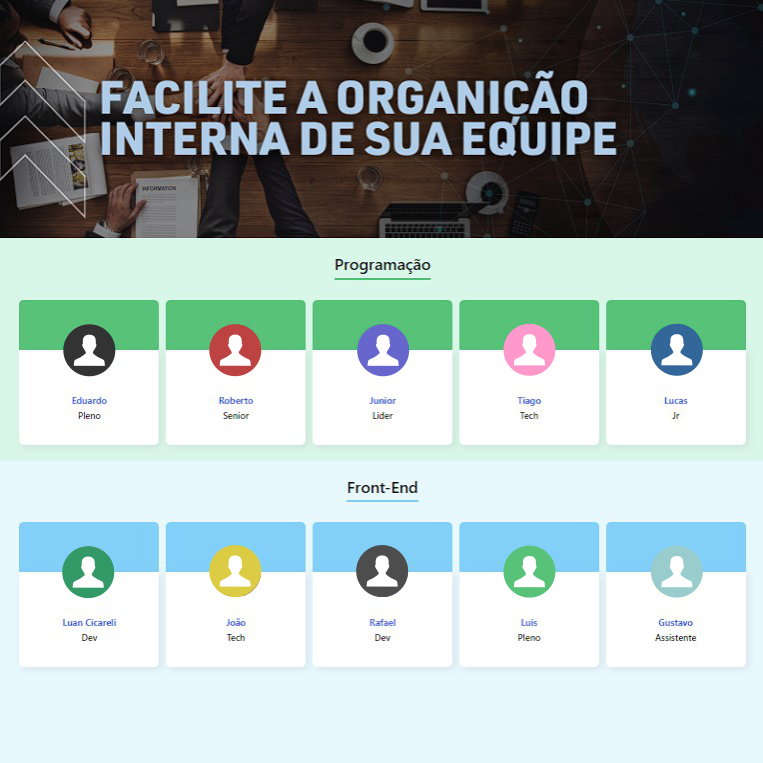 FACILITE A ORGANIÇÃO
INTERNA DE SUA EQUIPE
INFORMATION
Programação
Eduardo
Pleno
Roberto
Senior
Junior
Lider
Tiago
Tech
Lucas
Jr
Front-End
Luan Cicareli
Dev
João
Tech
Rafael
Dev
Luis
Pleno
Gustavo
Assistente